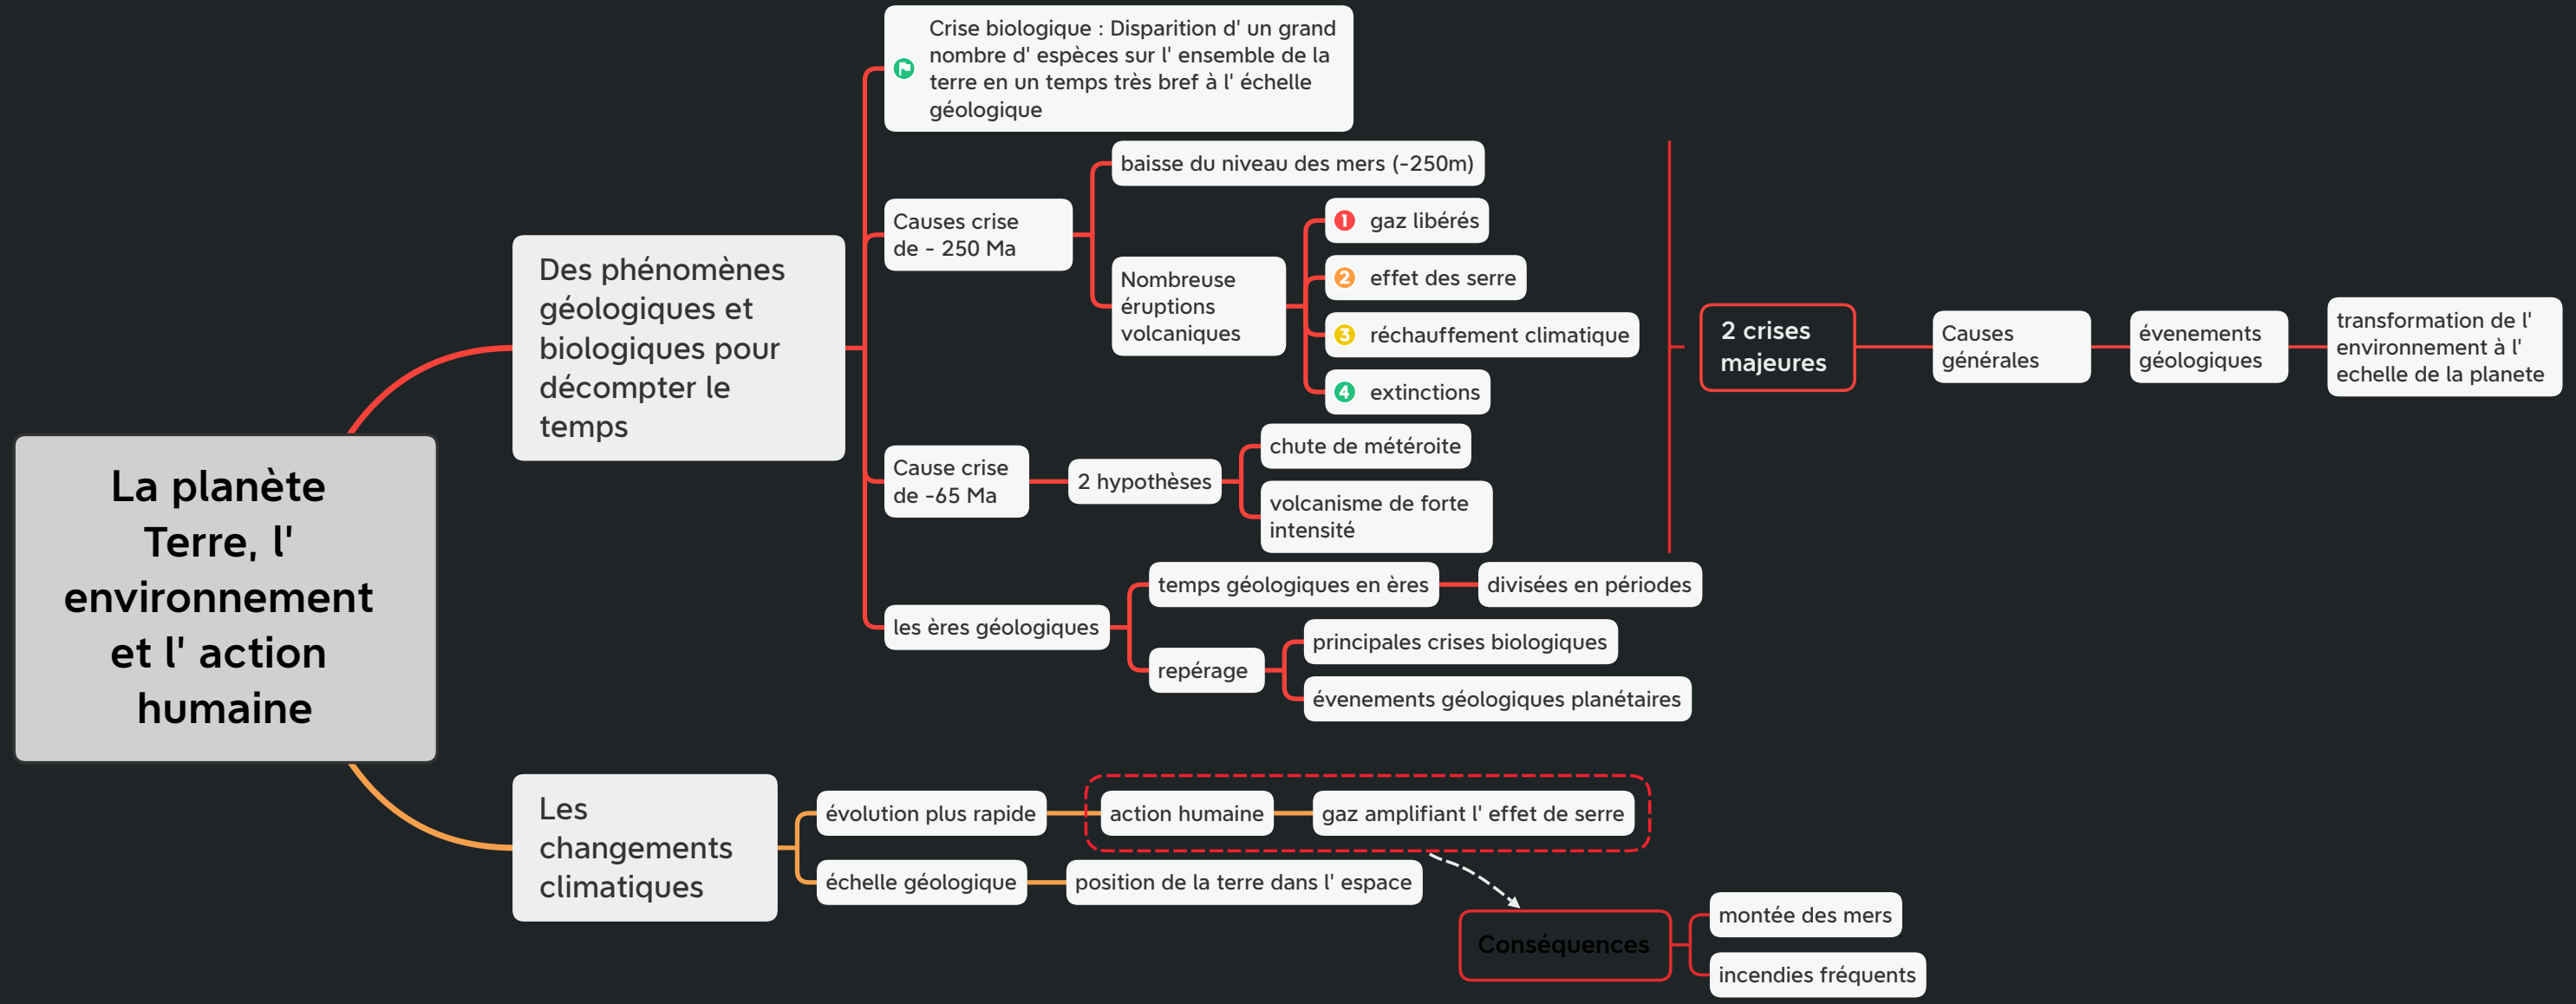 La planète
Terre, l'
environnement
et l' action
humaine
Des phénomènes
géologiques et
biologiques pour
décompter le
temps
Crise biologique : Disparition d' un grand
nombre d' espèces sur l' ensemble de la
terre en un temps très bref à l' échelle
géologique
Causes crise
de - 250 Ma
baisse du niveau des mers (-250m)
Nombreuse
éruptions
volcaniques
1 gaz libérés
2 effet des serre
3 réchauffement climatique
4 extinctions
Cause crise
de -65 Ma
2 hypothèses
chute de météroite
volcanisme de forte
intensité
2 crises
majeures
Causes
générales
évenements
géologiques
transformation de l'
environnement à l'
echelle de la planete
les ères géologiques
temps géologiques en ères
divisées en périodes
repérage
principales crises biologiques
évenements géologiques planétaires
Les
changements
climatiques
évolution plus rapide
action humaine
gaz amplifiant l' effet de serre
échelle géologique
position de la terre dans l' espace
Conséquences
montée des mers
incendies fréquents